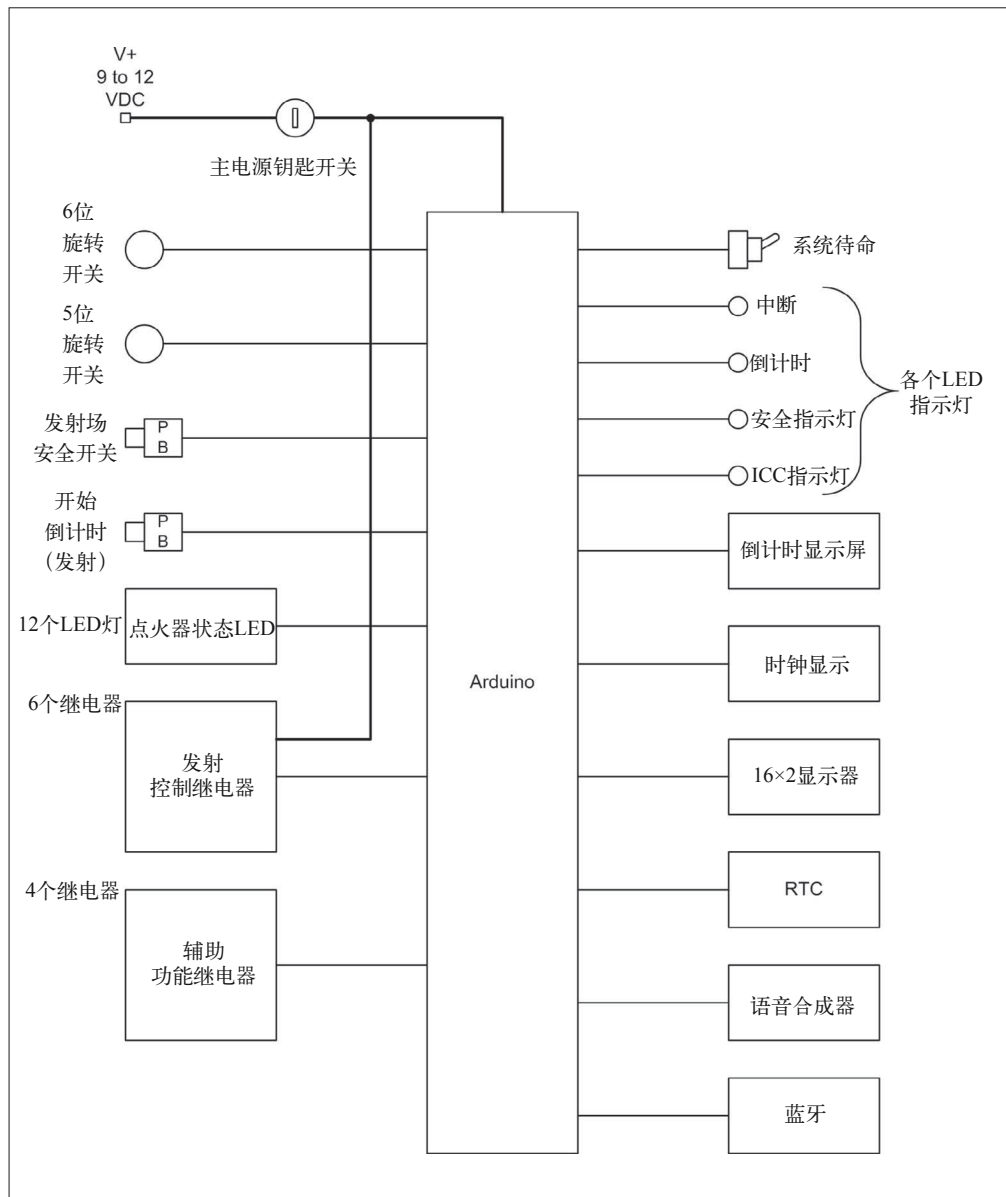 V+
9 to 12
VDC
主电源钥匙开关
6位
旋转
开关
5位
旋转
开关
发射场
安全开关
P
B
开始
倒计时
（发射）
P
B
12个LED灯
点火器状态LED
6个继电器
发射
控制继电器
4个继电器
辅助
功能继电器
Arduino
系统待命
中断
倒计时
安全指示灯
ICC指示灯
各个LED
指示灯
倒计时显示屏
时钟显示
16×2显示器
RTC
语音合成器
蓝牙